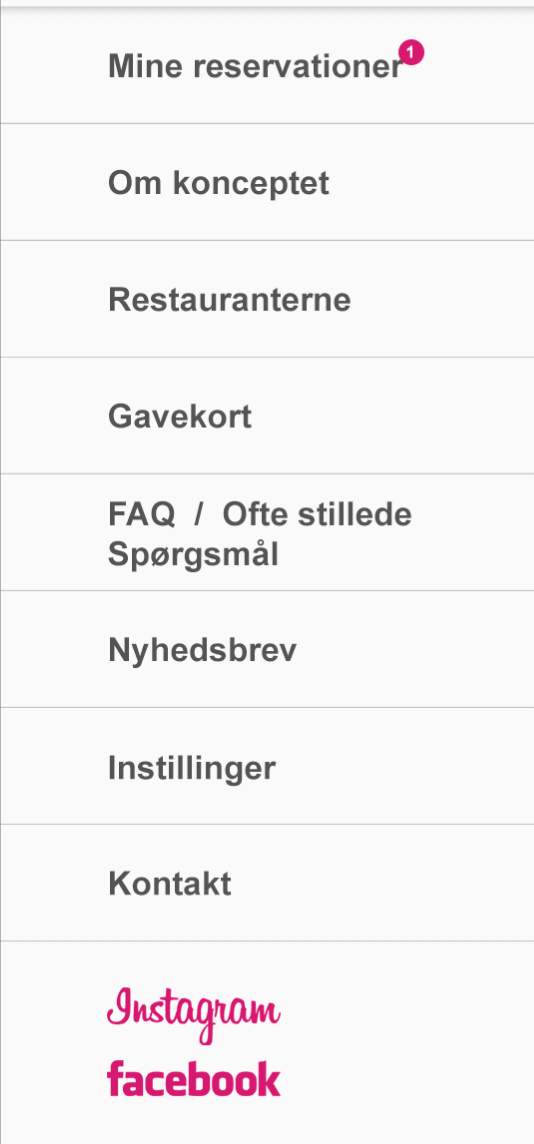 Mine reservationer 1
Om konceptet
Restauranterne
Gavekort
FAQ / Ofte stillede
Spørgsmål
Nyhedsbrev
Instillinger
Kontakt
Instagram
facebook